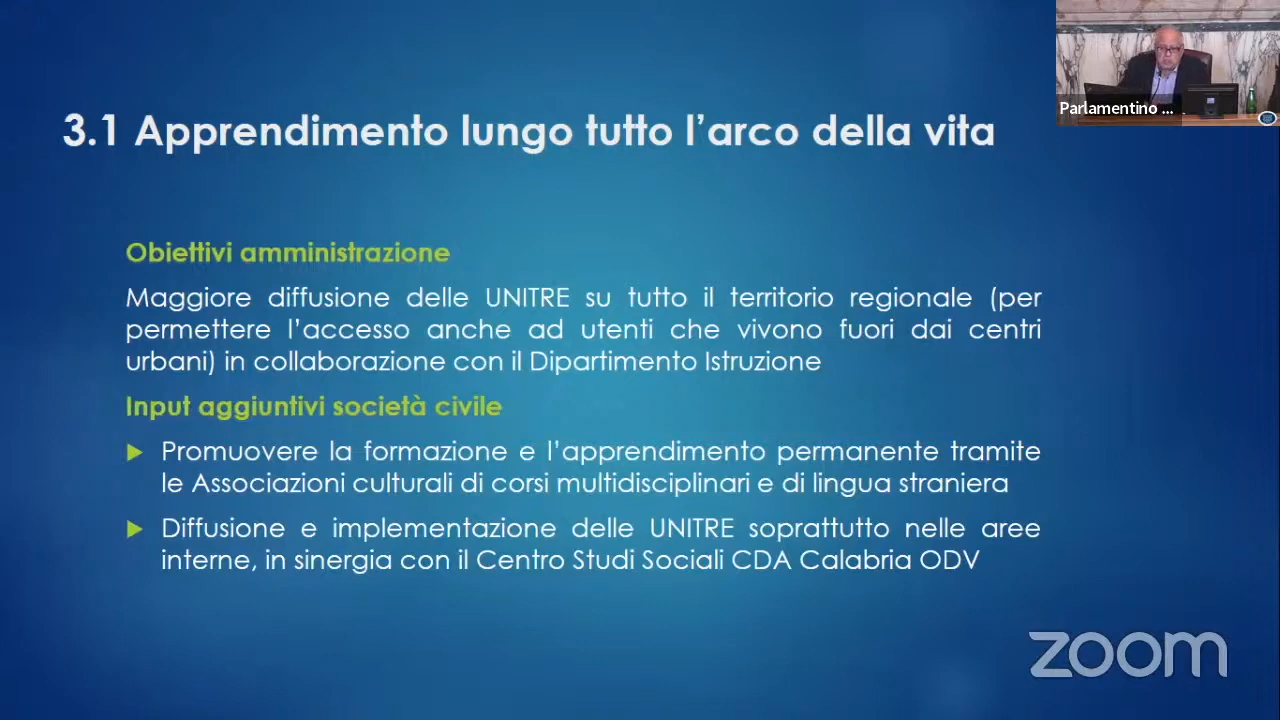 3.1 Apprendimento lungo tutto l’arco della vita
Parlamentino ...
Obiettivi amministrazione
Maggiore diffusione delle UNITRE su tutto il territorio regionale (per
permettere l’accesso anche ad utenti che vivono fuori dai centri
urbani) in collaborazione con il Dipartimento Istruzione
Input aggiuntivi società civile
Promuovere la formazione e l’apprendimento permanente tramite
le Associazioni culturali di corsi multidisciplinari e di lingua straniera
Diffusione e implementazione delle UNITRE soprattutto nelle aree
interne, in sinergia con il Centro Studi Sociali CDA Calabria ODV
zoom